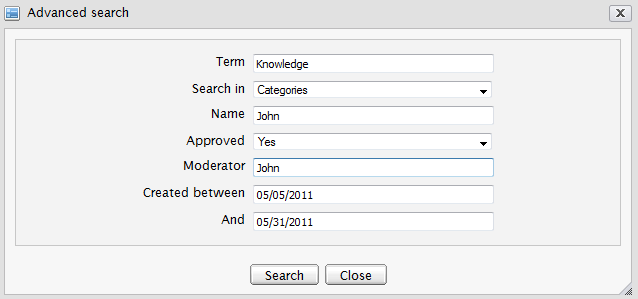 Advanced search
Term Knowledge
Search in Categories
Name John
Approved Yes
Moderator John
Created between 05/05/2011
And 05/31/2011
Search Close